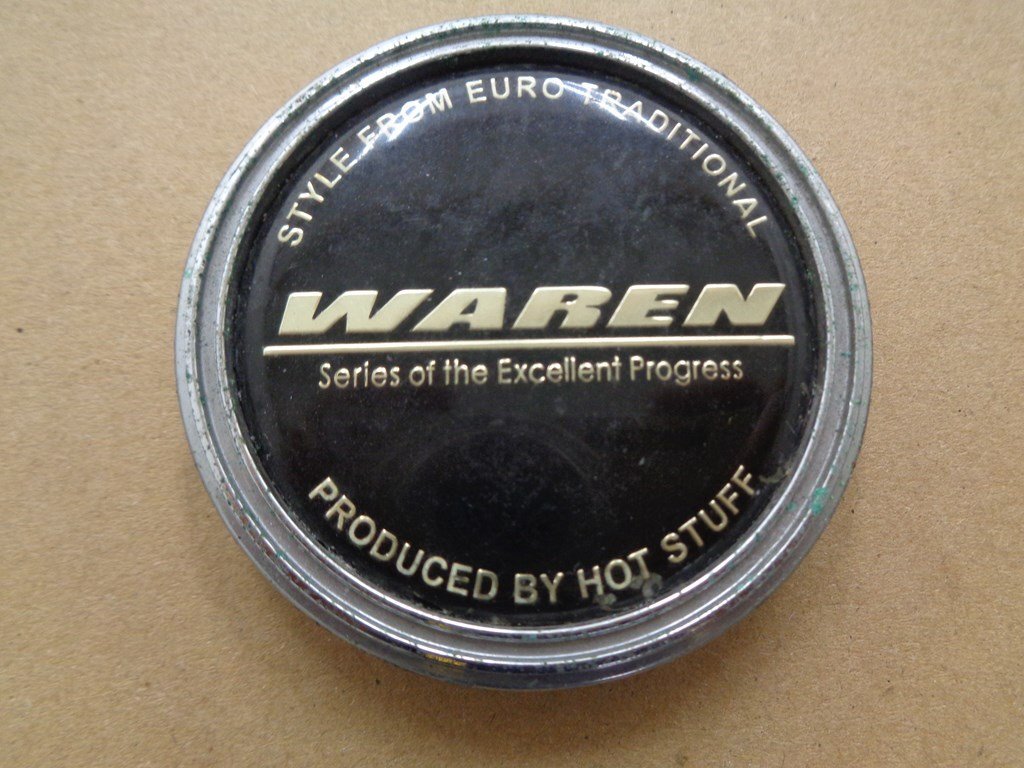 STYLE FROM EURO TRADITIONAL
WAREN
Series of the Excellent Progress
PRODUCED BY HOT STUFF